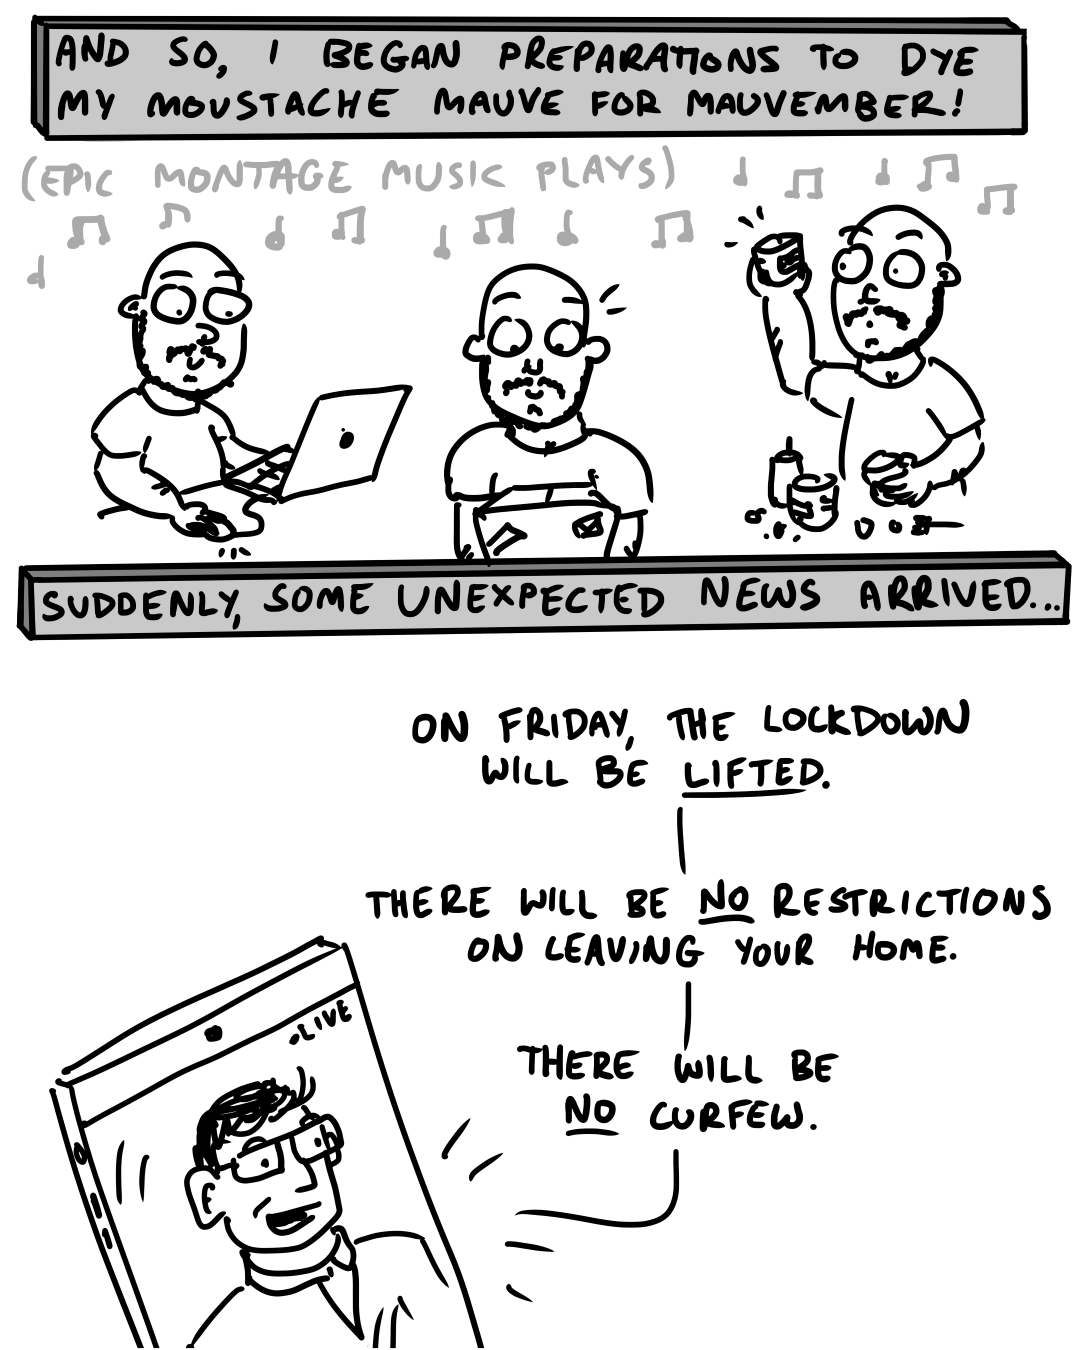 AND SO, I BEGAN PREPARATIONS TO DYE
MY MOUSTACHE MAUVE FOR MAUVEMBER!
(EPIC MONTAGE MUSIC PLAYS)
SUDDENLY, SOME UNEXPECTED NEWS ARRIVED...
ON FRIDAY, THE LOCKDOWN
WILL BE LIFTED.
THERE WILL BE NO RESTRICTIONS
ON LEAVING YOUR HOME.
THERE WILL BE
NO CURFEW.
.LIVE